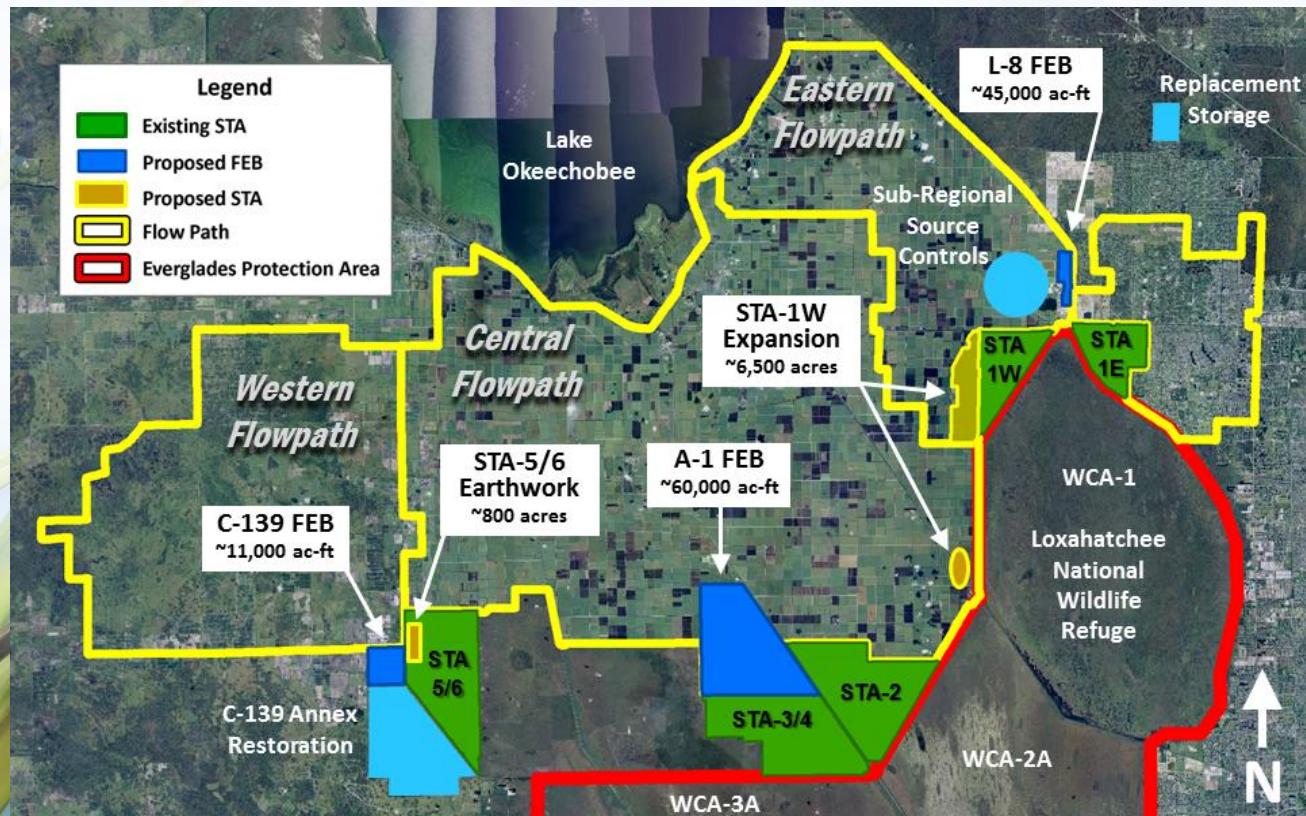 Legend
Existing STA
Proposed FEB
Proposed STA
Flow Path
Everglades Protection Area
Lake
Okeechobee
Eastern
Flowpath
L-8 FEB
~45,000 ac-ft
Replacement
Storage
Sub-Regional
Source
Controls
STA-1W
Expansion
~6,500 acres
STA
1W
STA
1E
Central
Flowpath
Western
Flowpath
STA-5/6
Earthwork
~800 acres
A-1 FEB
~60,000 ac-ft
C-139 FEB
~11,000 ac-ft
WCA-1
Loxahatchee
National
Wildlife
Refuge
STA
5/6
STA-2
STA-3/4
C-139 Annex
Restoration
WCA-2A
WCA-3A
N